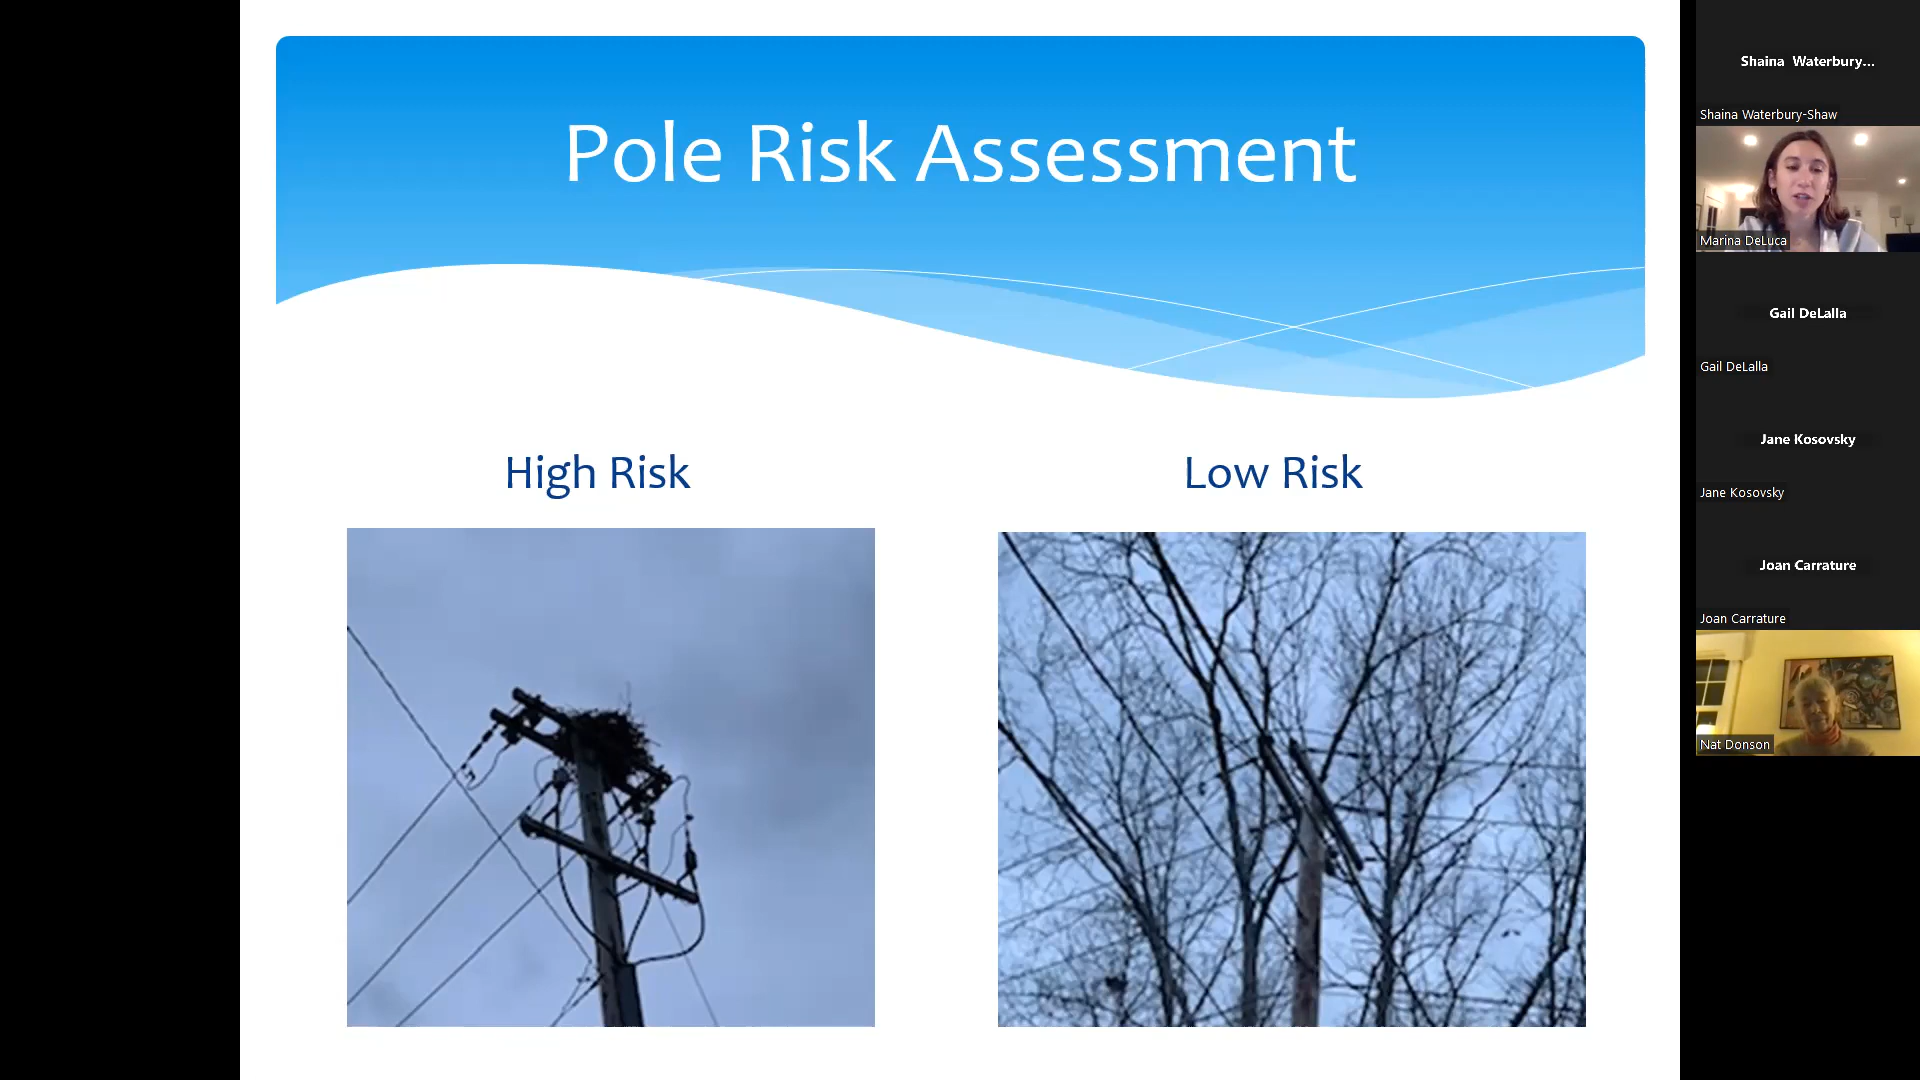 Pole Risk Assessment
High Risk
Low Risk
Shaina Waterbury...
Shaina Waterbury-Shaw
Marina DeLuca
Gail DeLalla
Gail DeLalla
Jane Kosovsky
Jane Kosovsky
Joan Carrature
Joan Carrature
Nat Donson